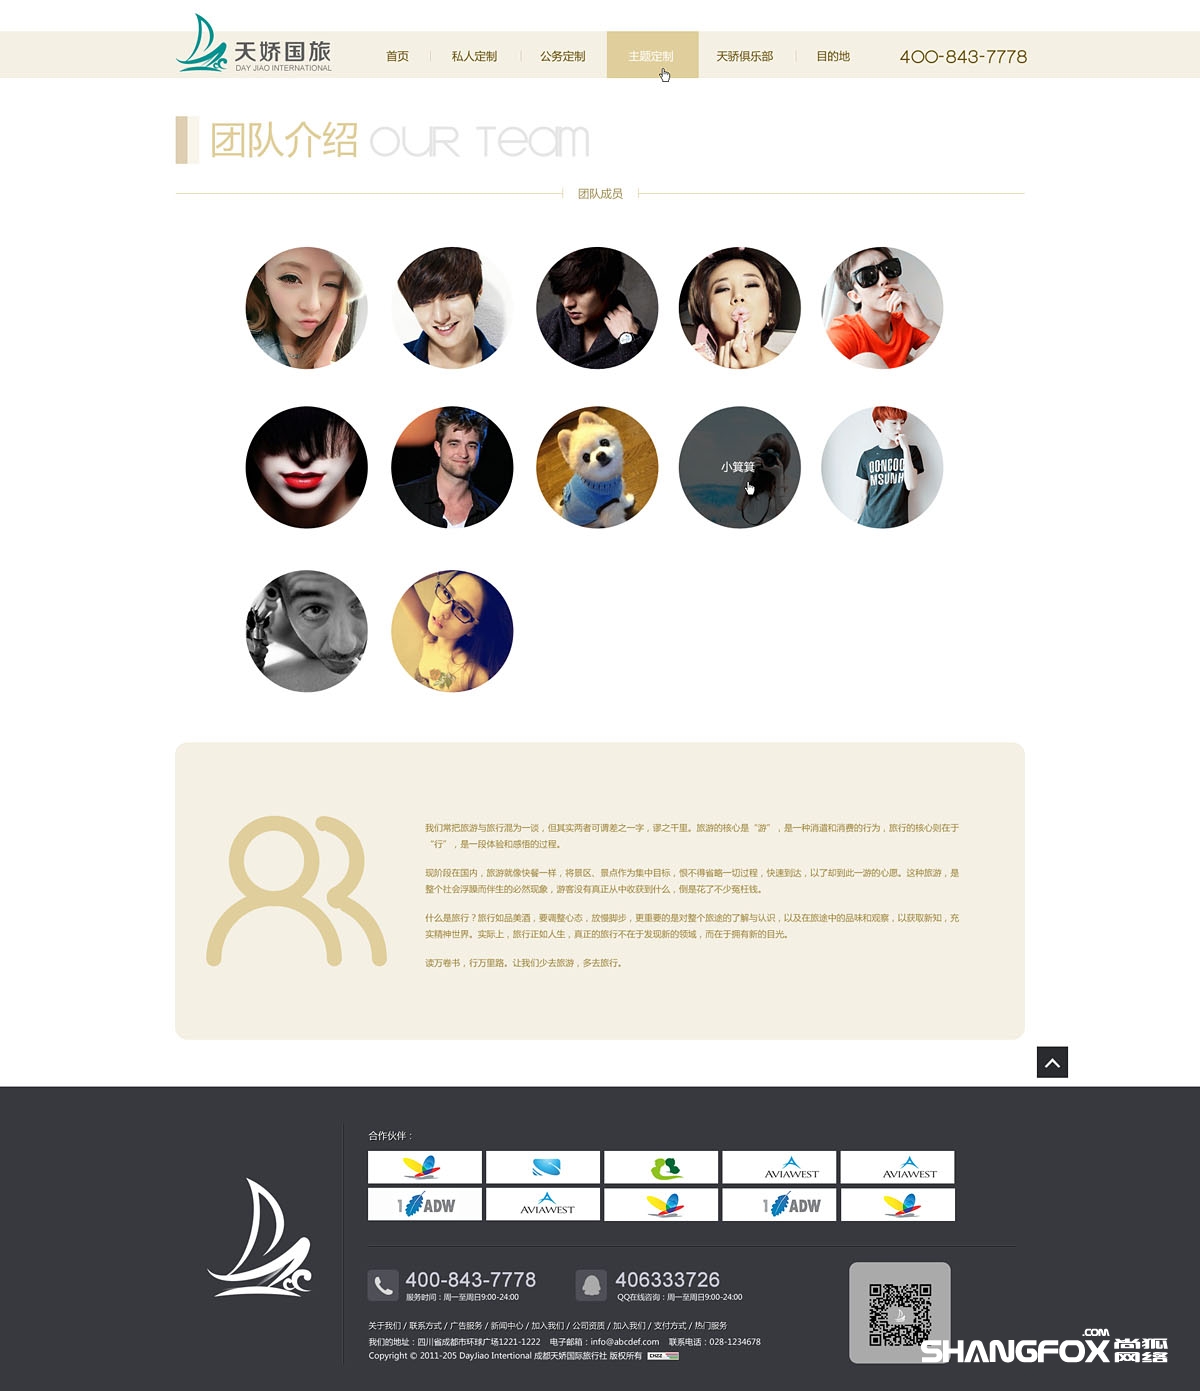 天娇国旅
DAY JIAO INTERNATIONAL
首页
私人定制
公务定制
主题定制
天骄俱乐部
目的地
400-843-7778
团队介绍 OUR Team
团队成员
小箕箕
DONCOC
MSUNH
我们常把旅游与旅行混为一谈，但其实两者可谓差之一字，谬之千里。旅游的核心是“游”，是一种消遣和消费的行为，旅行的核心则在于
“行”，是一段体验和感悟的过程。
现阶段在国内，旅游就像快餐一样，将景区、景点作为集中目标，恨不得省略一切过程，快速到达，以了却到此一游的心愿。这种旅游，是
整个社会浮躁而伴生的必然现象，游客没有真正从中收获到什么，倒是花了不少冤枉钱。
什么是旅行？旅行如品美酒，要调整心态，放慢脚步，更重要的是对整个旅途的了解与认识，以及在旅途中的品味和观察，以获取新知，充
实精神世界。实际上，旅行正如人生，真正的旅行不在于发现新的领域，而在于拥有新的目光。
读万卷书，行万里路。让我们少去旅游，多去旅行。
合作伙伴：
AVIAWEST
AVIAWEST
1 ADW
AVIAWEST
1 ADW
400-843-7778
服务时间：周一至周日9:00-24:00
406333726
QQ在线咨询：周一至周日9:00-24:00
关于我们 / 联系方式 / 广告服务 / 新闻中心 / 加入我们 / 公司资质 / 加入我们 / 支付方式 / 热门服务
我们的地址：四川省成都市环球广场1221-1222 电子邮箱：info@abcdef.com 联系电话：028-1234678
Copyright © 2011-205 DayJiao Intertional 成都天娇国际旅行社 版权所有 CNZZ
SHANGFOX.COM 尚狐网络